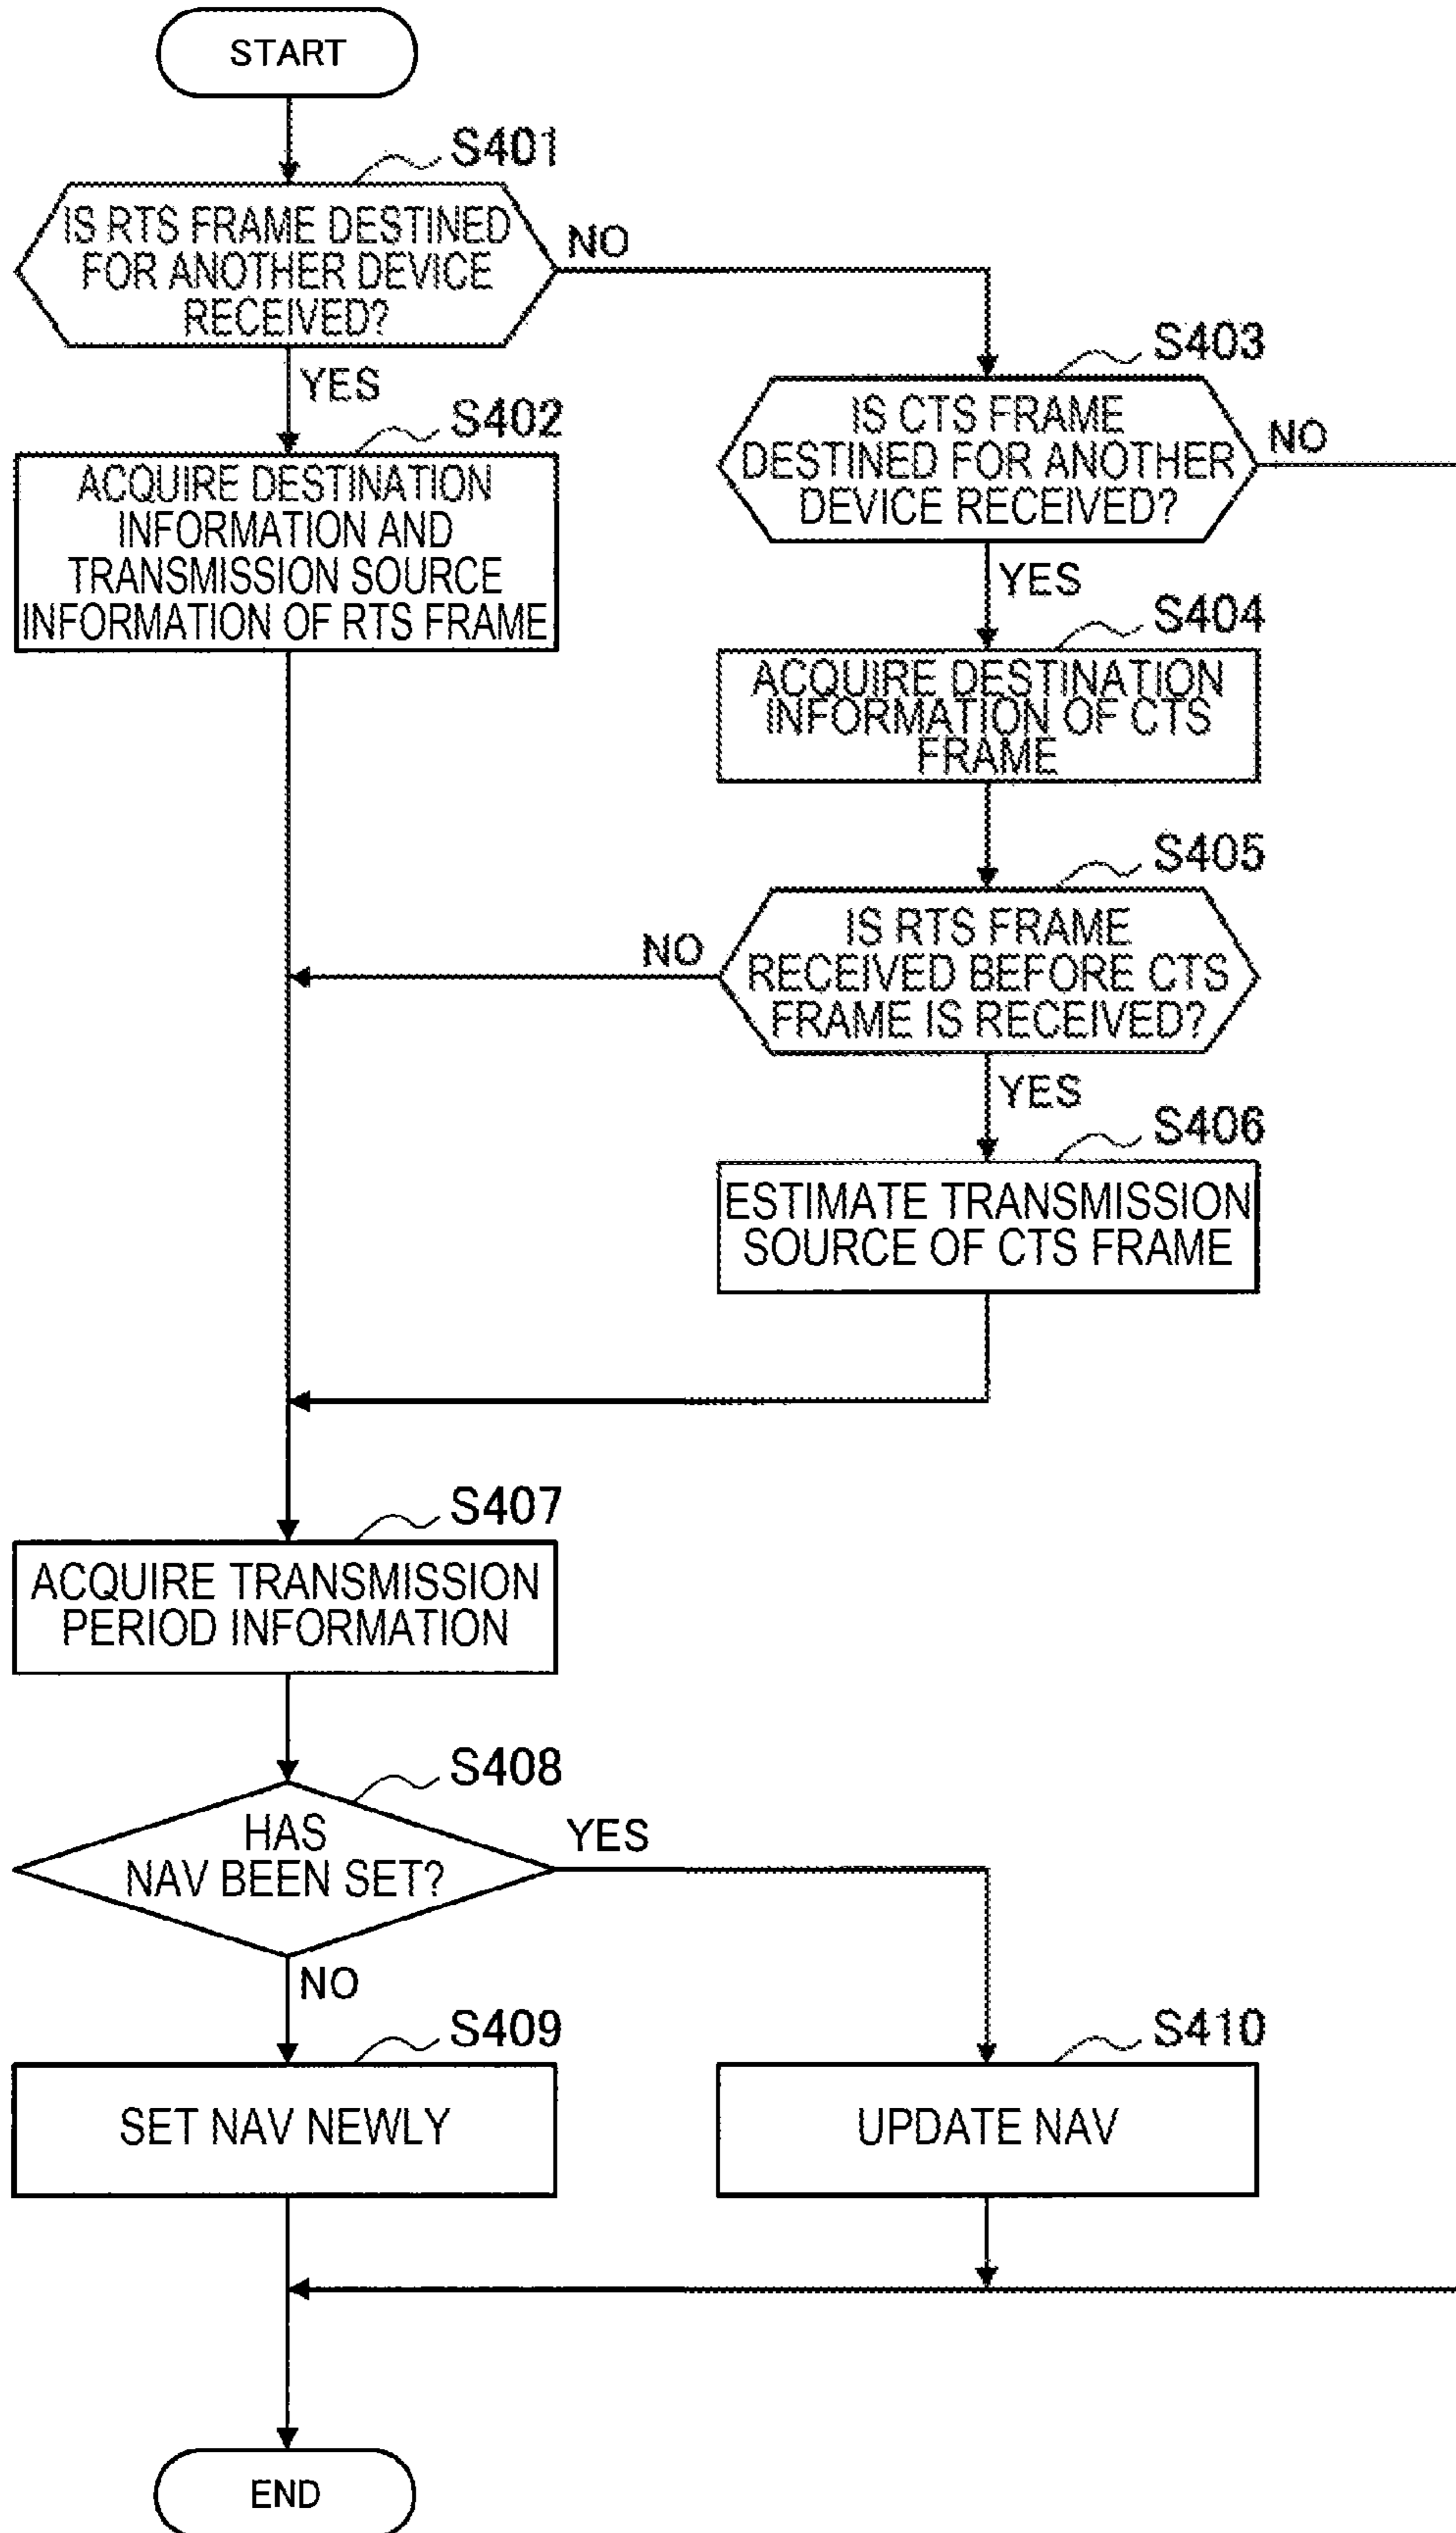 START
S401
IS RTS FRAME DESTINED
FOR ANOTHER DEVICE
RECEIVED?
NO
YES
S402
ACQUIRE DESTINATION
INFORMATION AND
TRANSMISSION SOURCE
INFORMATION OF RTS FRAME
S403
IS CTS FRAME
DESTINED FOR ANOTHER
DEVICE RECEIVED?
NO
YES
S404
ACQUIRE DESTINATION
INFORMATION OF CTS
FRAME
S405
IS RTS FRAME
RECEIVED BEFORE CTS
FRAME IS RECEIVED?
NO
YES
S406
ESTIMATE TRANSMISSION
SOURCE OF CTS FRAME
S407
ACQUIRE TRANSMISSION
PERIOD INFORMATION
S408
HAS
NAV BEEN SET?
YES
NO
S409
SET NAV NEWLY
S410
UPDATE NAV
END